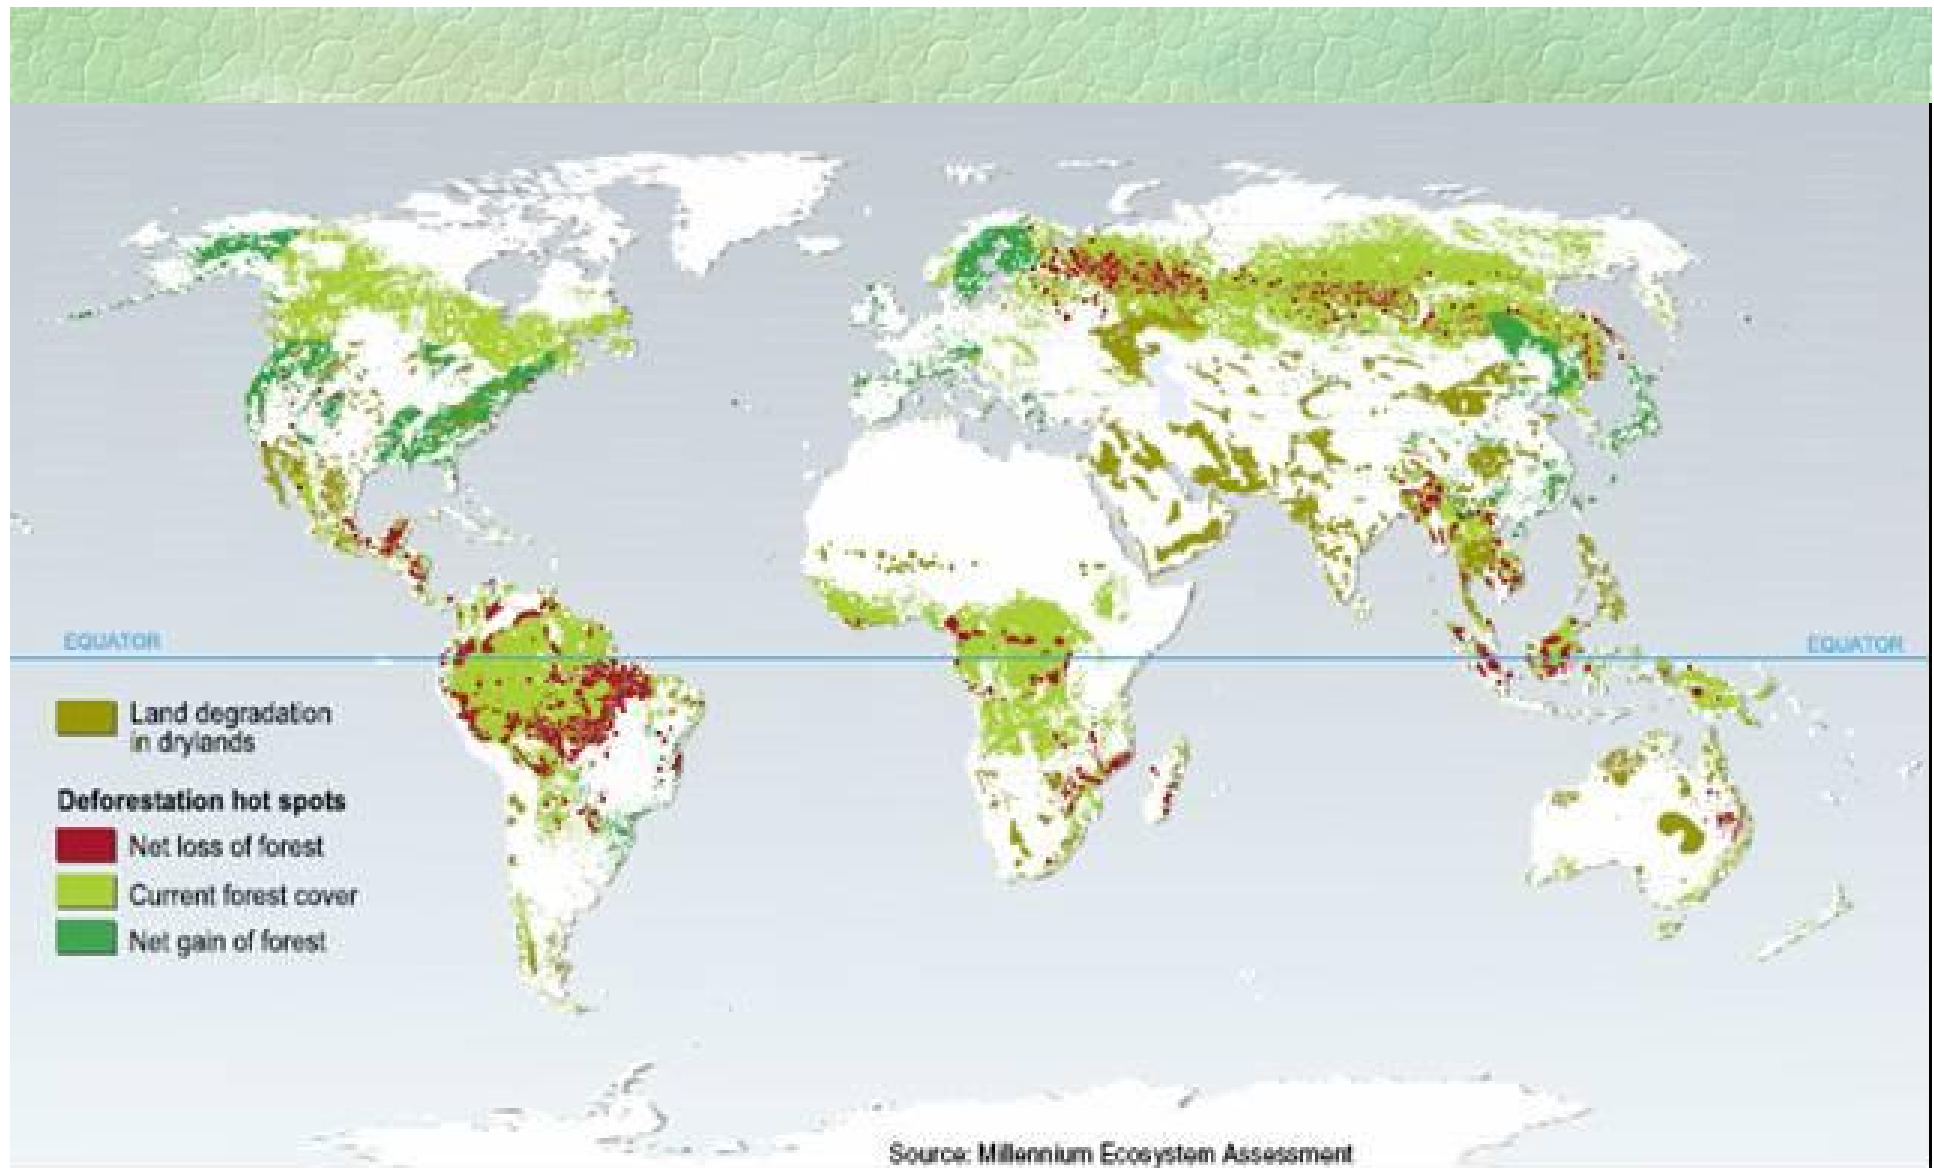 EQUATOR
EQUATOR
Land degradation
in drylands
Deforestation hot spots
Net loss of forest
Current forest cover
Net gain of forest
Source: Millennium Ecosystem Assessment